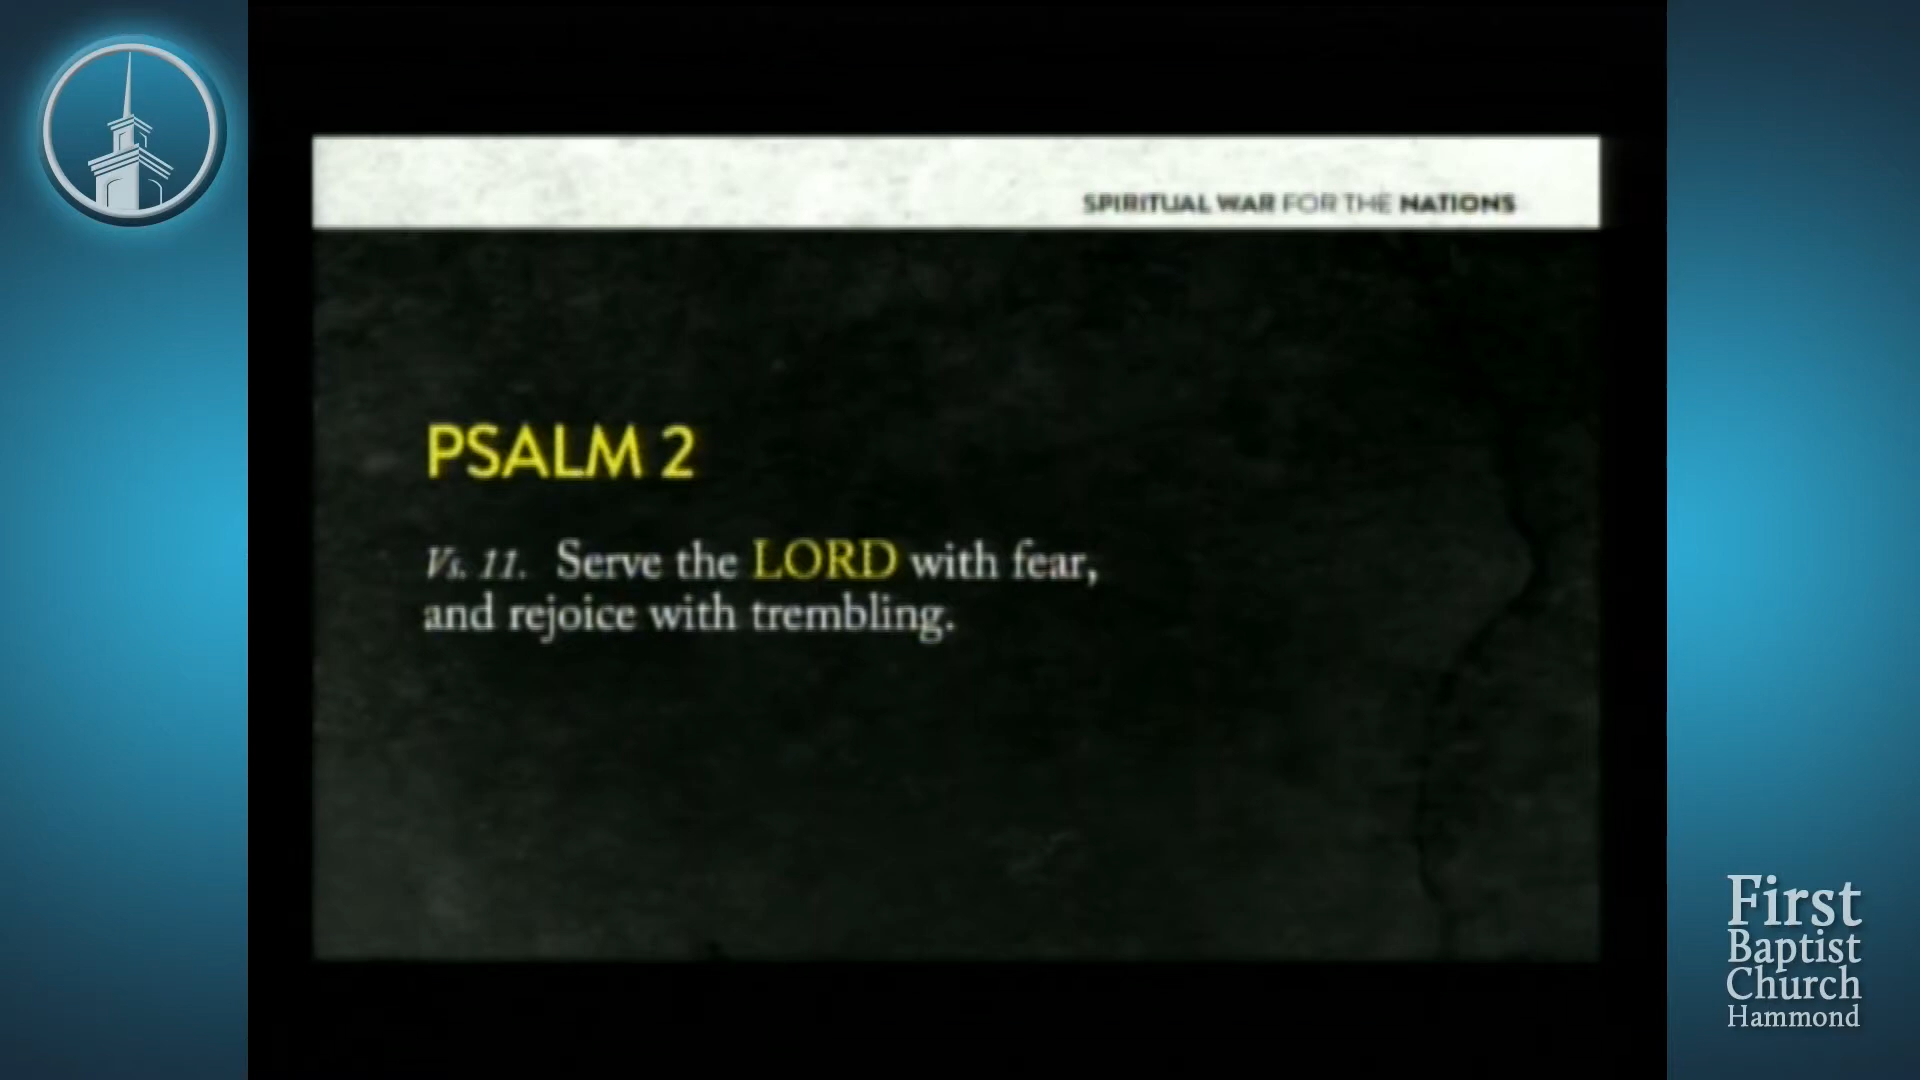 SPIRITUAL WAR FOR THE NATIONS
PSALM 2
Vs. 11. Serve the LORD with fear,
and rejoice with trembling.
First
Baptist
Church
Hammond